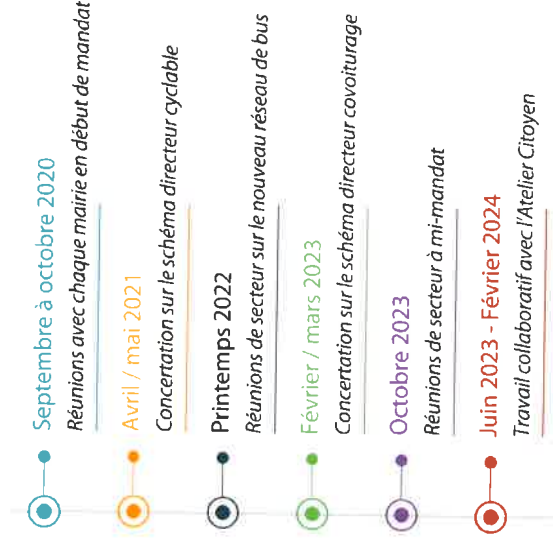 Septembre à octobre 2020
Réunions avec chaque mairie en début de mandat
Avril / mai 2021
Concertation sur le schéma directeur cyclable
Printemps 2022
Réunions de secteur sur le nouveau réseau de bus
Février / mars 2023
Concertation sur le schéma directeur covoiturage
Octobre 2023
Réunions de secteur à mi-mandat
Juin 2023 - Février 2024
Travail collaboratif avec l'Atelier Citoyen